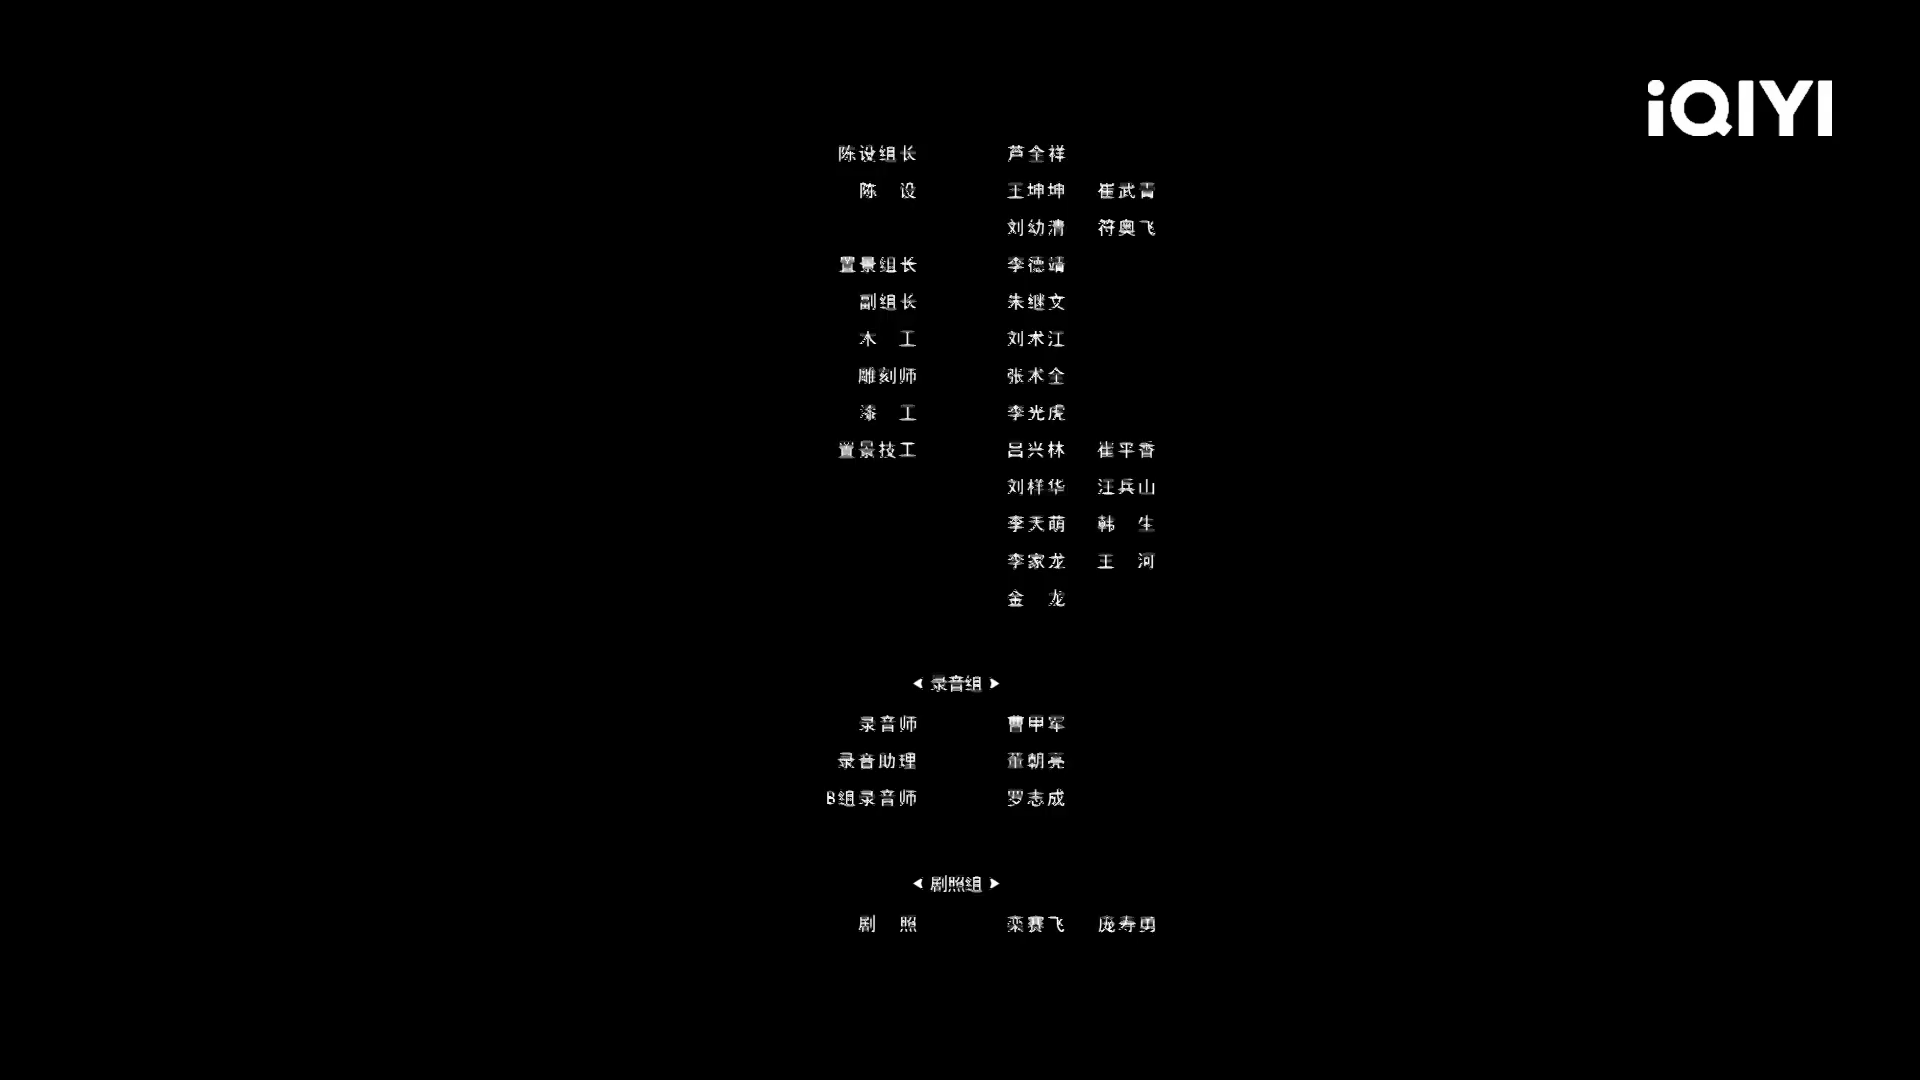 iQIYI
陈设组长 芦全祥
陈 设 王坤坤 崔武青
刘幼清 符奥飞
置景组长 李德靖
副组长 朱继文
木 工 刘术江
雕刻师 张术全
漆 工 李光虎
置景技工 吕兴林 崔平香
刘样华 汪兵山
李天萌 韩 生
李家龙 王 河
金 龙
录音组
录音师 曹甲军
录音助理 董朝亮
B组录音师 罗志成
剧照组
剧 照 栾赛飞 庞寿勇